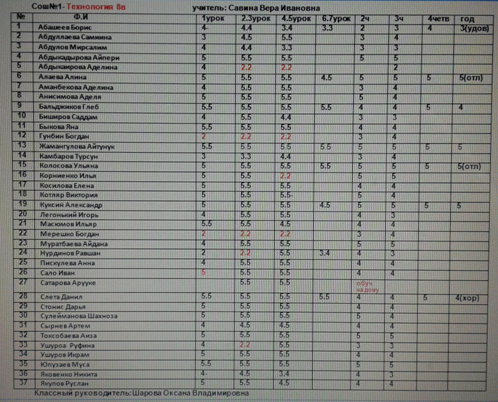 Сош№1- Технология 8в учитель: Савина Вера Ивановна
№ Ф.И 1урок 2.3урок 4.5урок 6.7урок 2ч 3ч 4четв год
1 Абашеев Борис 4- 4.4 3.4 3.3 2 3 4 3(удов)
2 Абдуллаева Самиина 3 4.5 5.5 3 4
3 Абдулов Мирсалим 4 4.4 3.3 3 3
4 Абдыкадырова Айпери 5 5.5 5.5 5 5
5 Абдыкаирова Аделина 4 2.2 2.2 2
6 Алаева Алина 5 5.5 5.5 4.5 5 5 5 5(отл)
7 Аманбекова Аделина 5 5.5 5.5 3 4
8 Анисимова Аделя 5 5.5 5.5 5 4
9 Бальджинов Глеб 5.5 5.5 5.5 5.5 4 4 5 4
10 Биширов Саддам 4 5.5 4.4 3 3
11 Быкова Яна 5.5 5.5 5.5 4 4
12 Гунбин Богдан 2 2.2 2.2 3 4
13 Жамангулова Айтунук 5.5 5.5 5.5 5.5 5 5 5 5
14 Камбаров Турсун 3 3.3 4.4 3 4
15 Колосова Ульяна 5 5.5 5.5 5.5 5 5 5 5(отл)
16 Корниенко Илья 5 5.5 2.2 5 5
17 Косилова Елена 5 5.5 5.5 4 4
18 Котляр Виктория 5 5.5 5.5- 5 4
19 Куксий Александр 5 5.5 5.5 4.5 5 5 5 5
20 Легонький Игорь 4 5.5 5.5 4 3
21 Масюмов Ильяр 5.5 5.5 4.5 4 4
22 Мерешко Богдан 2 2.2 2.2 3 4
23 Муратбаева Айдана 4 5.5 5.5 5 5
24 Нурдинов Равшан 2 2.2 5.5 3.4 4 3
25 Пискулева Анна 4 5.5 5.5 4 4
26 Сало Иван 5 5.5 5.5 4 4
27 Сатарова Арууке 5.5 5.5
28 Слета Данил 5.5 5.5 5.5 5.5 4 4 5 4(хор)
29 Стонис Дарья 5 5.5 5.5 4 4
30 Сулейманова Шахноза 5 5.5 5.5 5 4
31 Сырнев Артем 4 4.5 4.5 4 4
32 Токсобаева Аиза 5 5.5 5.5 5 5
33 Ушуров Руфина 4 2.2 5.5 3 3
34 Ушуров Икрам 5 5.5 5.5 4 4
35 Юлузаев Муса 5.5 5.5 5.5 5 5
36 Яковенко Никита 4- 4.5 3.4 4 3
37 Якупов Руслан 5 5.5 4.5 4 4
Классный руководитель:Шарова Оксана Владимировна